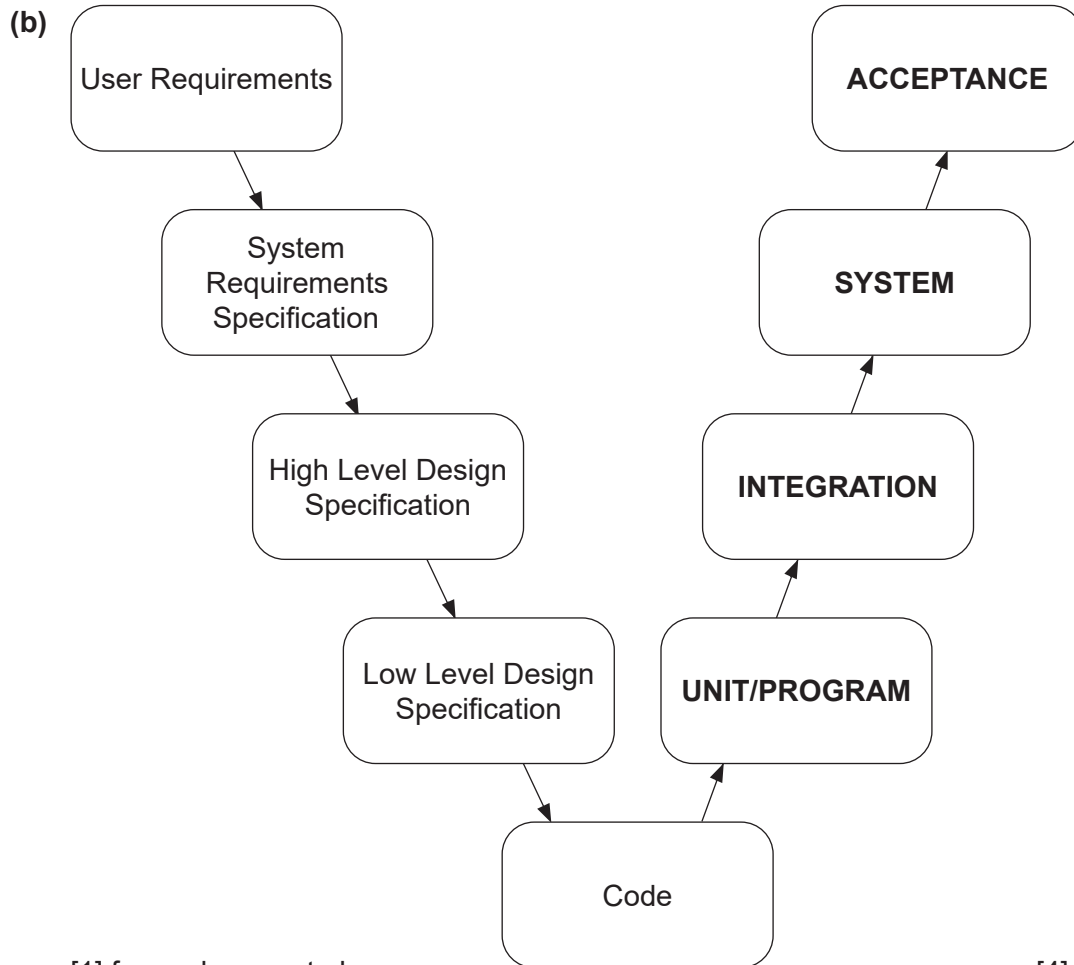 (b)
User Requirements
ACCEPTANCE
System
Requirements
Specification
SYSTEM
High Level Design
Specification
INTEGRATION
Low Level Design
Specification
UNIT/PROGRAM
Code